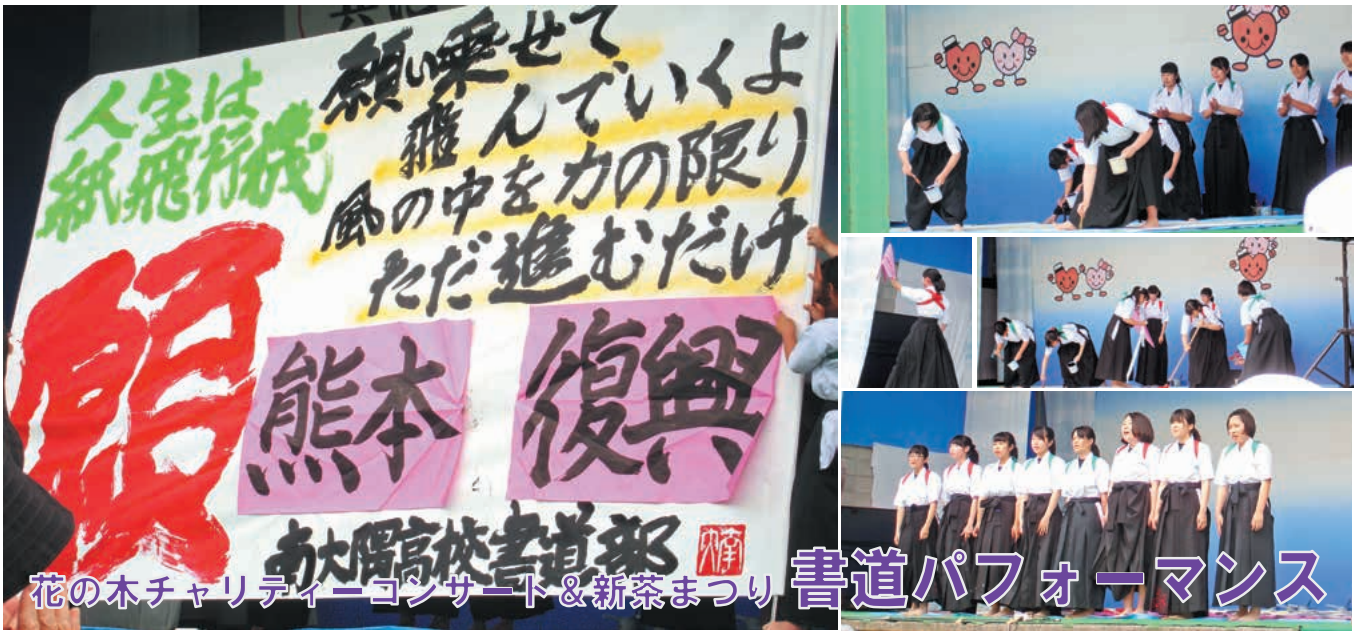 人生は
紙飛行機
願い乗せて
飛んでいくよ
風の中を力の限り
ただ進むだけ
願
熊本
復興
南大隅高校書道部
花の木チャリティーコンサート＆新茶まつり 書道パフォーマンス